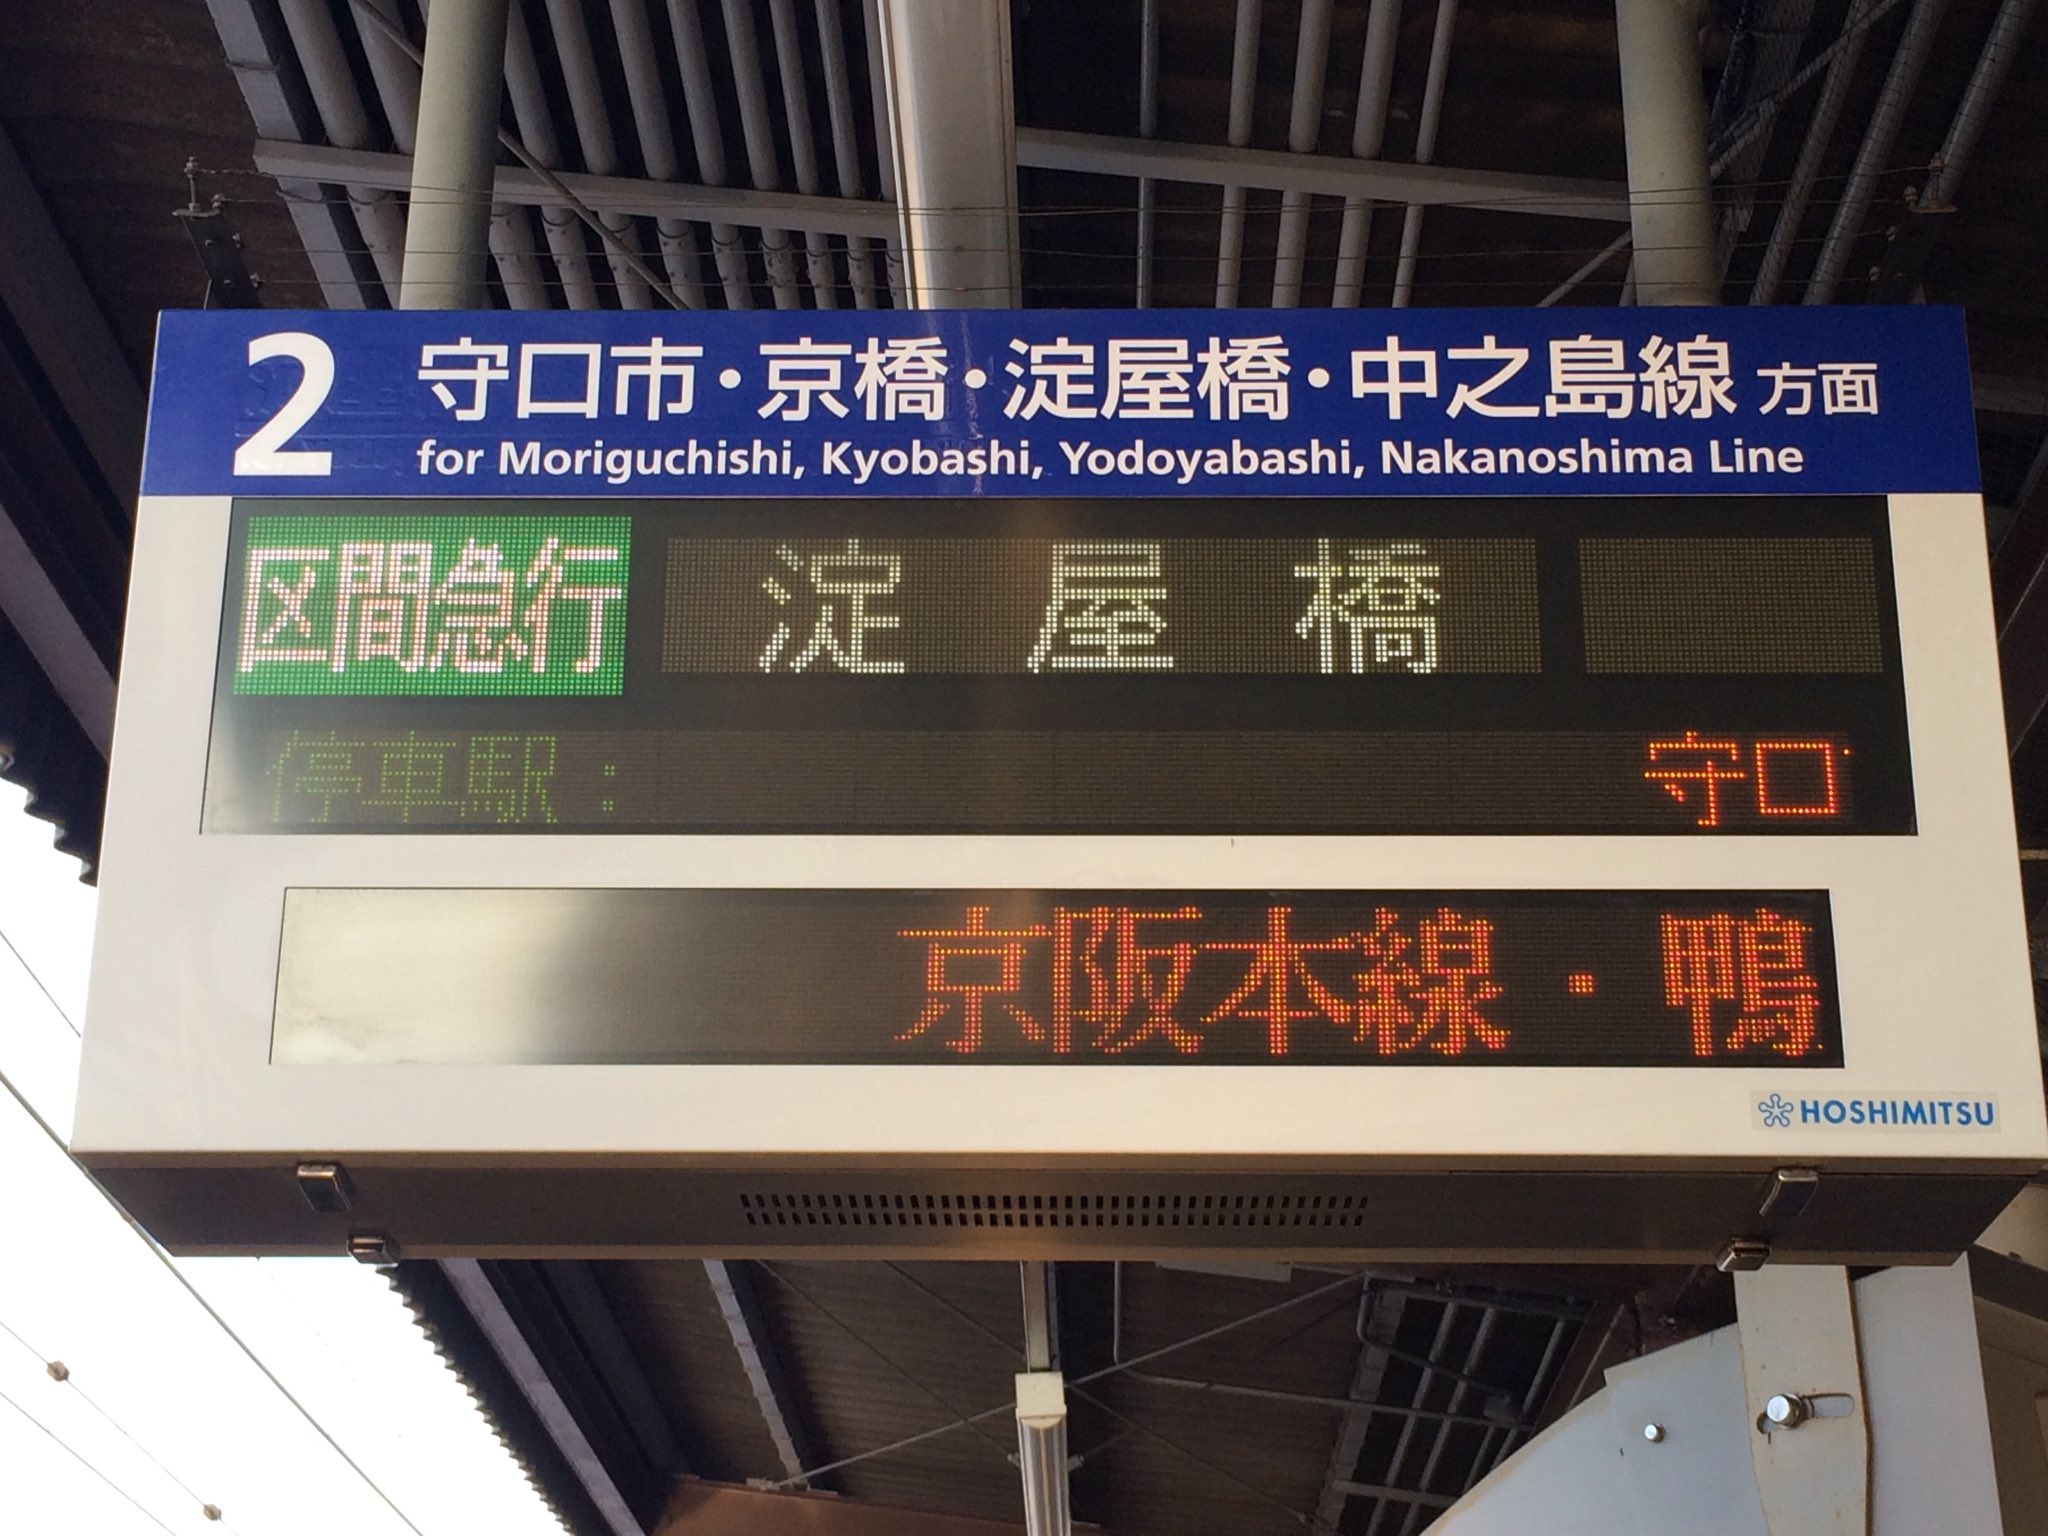 2 守口市・京橋・淀屋橋・中之島線 方面
for Moriguchishi, Kyobashi, Yodoyabashi, Nakanoshima Line
区間急行 淀屋橋
停車駅： 守口
京阪本線・鴨
HOSHIMITSU